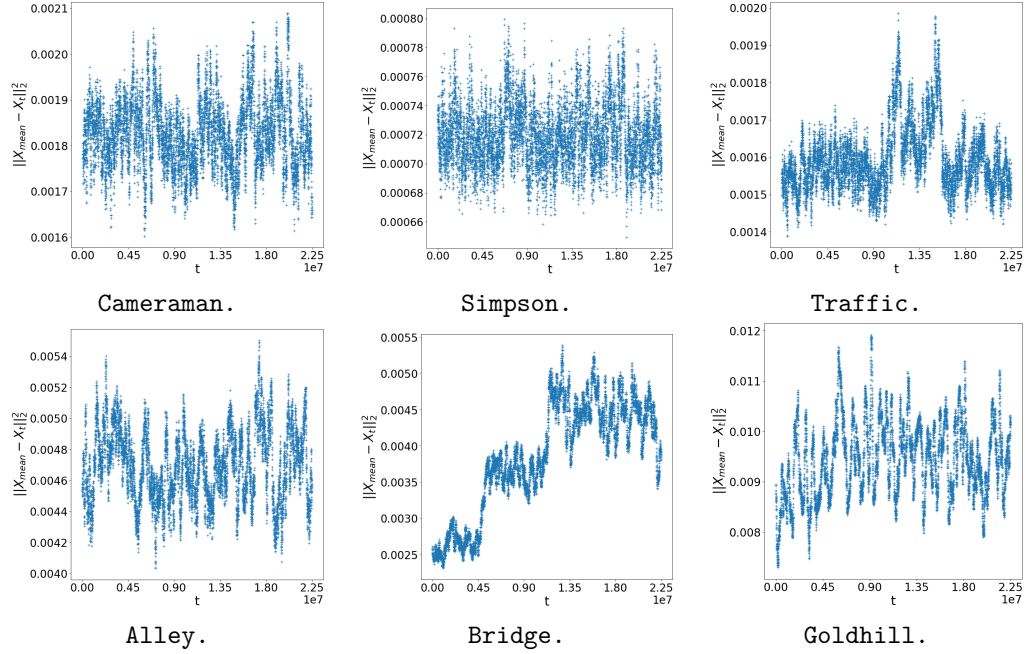 0.0021
0.0020
0.0019
0.0018
0.0017
0.0016
||X_mean − X_t||₂²
0.00 0.45 0.90 1.35 1.80 2.25
1e7
t
Cameraman.
0.00080
0.00078
0.00076
0.00074
0.00072
0.00070
0.00068
0.00066
||X_mean − X_t||₂²
0.00 0.45 0.90 1.35 1.80 2.25
1e7
t
Simpson.
0.0020
0.0019
0.0018
0.0017
0.0016
0.0015
0.0014
||X_mean − X_t||₂²
0.00 0.45 0.90 1.35 1.80 2.25
1e7
t
Traffic.
0.0054
0.0052
0.0050
0.0048
0.0046
0.0044
0.0042
0.0040
||X_mean − X_t||₂²
0.00 0.45 0.90 1.35 1.80 2.25
1e7
t
Alley.
0.0055
0.0050
0.0045
0.0040
0.0035
0.0030
0.0025
||X_mean − X_t||₂²
0.00 0.45 0.90 1.35 1.80 2.25
1e7
t
Bridge.
0.012
0.011
0.010
0.009
0.008
||X_mean − X_t||₂²
0.00 0.45 0.90 1.35 1.80 2.25
1e7
t
Goldhill.